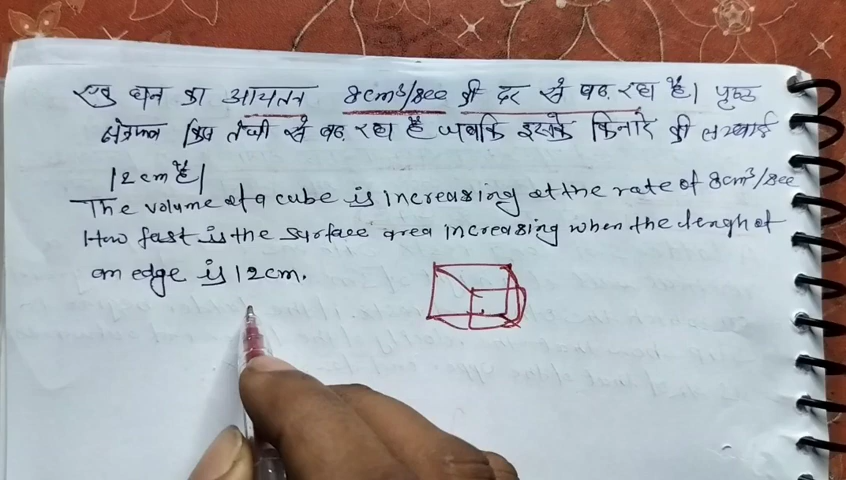 एक घन का आयतन 8cm³/sec की दर से बढ़ रहा है। पृष्ठ
क्षेत्रफल किस तेजी से बढ़ रहा है जबकि इसके किनारे की लम्बाई
12cm है।
The volume of a cube is increasing at the rate of 8cm³/sec
How fast is the surface area increasing when the lengh of
an edge is 12cm.